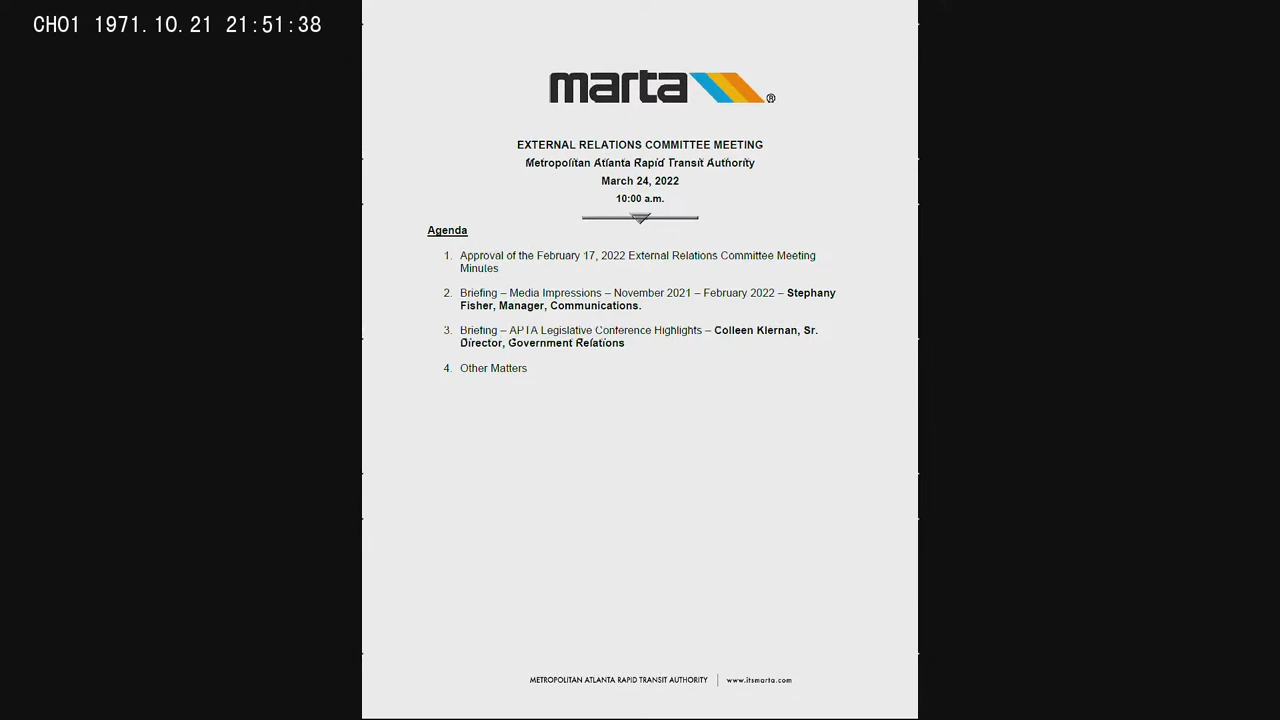 CH01 1971.10.21 21:51:38
marta ®
EXTERNAL RELATIONS COMMITTEE MEETING
Metropolitan Atlanta Rapid Transit Authority
March 24, 2022
10:00 a.m.
Agenda
1. Approval of the February 17, 2022 External Relations Committee Meeting
Minutes
2. Briefing – Media Impressions – November 2021 – February 2022 – Stephany
Fisher, Manager, Communications.
3. Briefing – APTA Legislative Conference Highlights – Colleen Kiernan, Sr.
Director, Government Relations
4. Other Matters
METROPOLITAN ATLANTA RAPID TRANSIT AUTHORITY | www.itsmarta.com